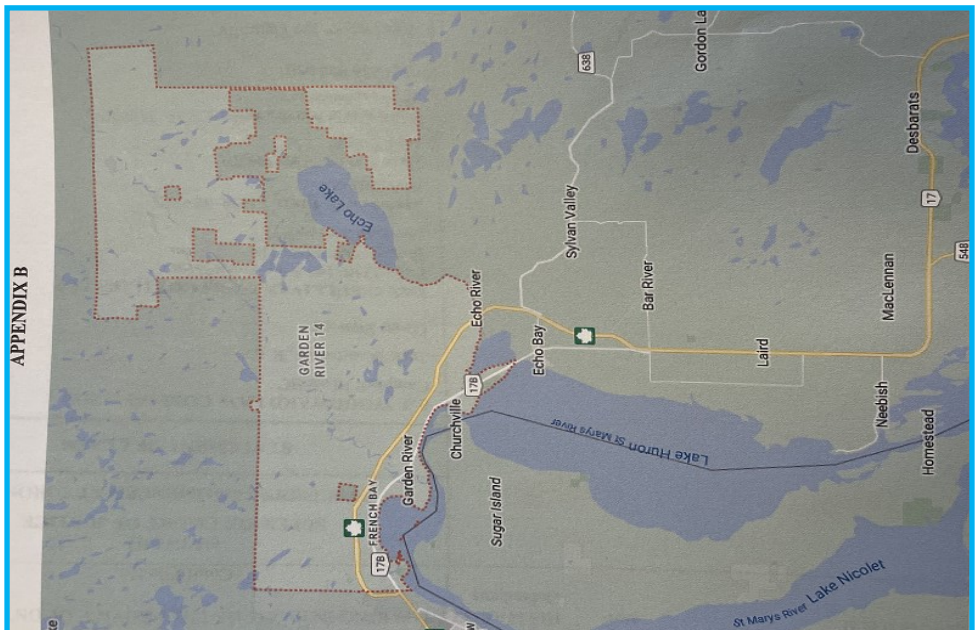 APPENDIX B
638
Gordon La
Echo Lake
Desbarats
17
Sylvan Valley
548
GARDEN
RIVER 14
Echo River
Bar River
MacLennan
Echo Bay
17B
Laird
Churchville
Neebish
Lake Huron St Marys River
Homestead
Garden River
FRENCH BAY
Sugar Island
17B
St Marys River Lake Nicolet